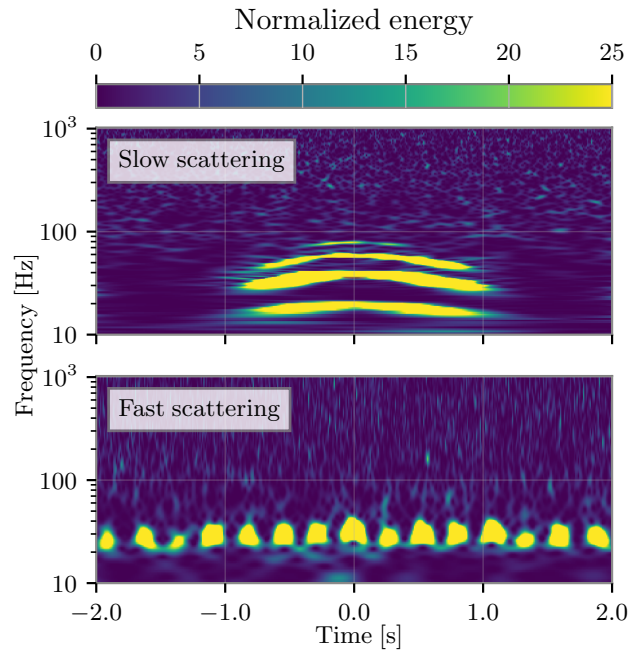 Normalized energy
0 5 10 15 20 25
10³
Slow scattering
100
10
Frequency [Hz]
10³
Fast scattering
100
10
−2.0 −1.0 0.0 1.0 2.0
Time [s]